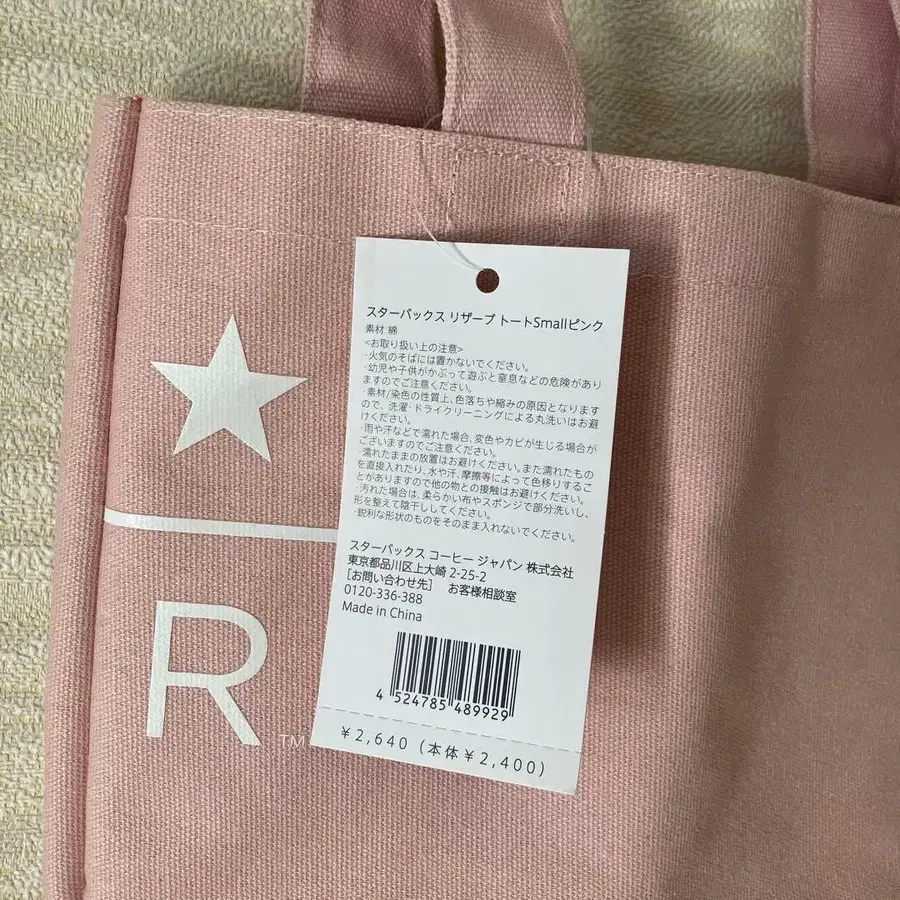 スターバックス リザーブ トートSmallピンク
素材:綿
<お取り扱い上の注意>
・火気のそばには置かないでください。
・幼児や子供がかぶって遊ぶと窒息などの危険があり
ますのでご注意ください。
・素材/染色の性質上、色落ちや縮みの原因となります
ので、洗濯・ドライクリーニングによる丸洗いはお避
けください。
・雨や汗などで濡れた場合、変色やカビが生じる場合が
ございますのでご注意ください。
・濡れたままの放置はお避けください。また濡れたもの
を直接入れたり、水や汗、摩擦等によって色移りするこ
とがありますので他の物との接触はお避けください。
・汚れた場合は、柔らかい布やスポンジで部分洗いし、
形を整えて陰干ししてください。
・鋭利な形状のものをそのまま入れないでください。
スターバックス コーヒー ジャパン 株式会社
東京都品川区上大崎 2-25-2
[お問い合わせ先] お客様相談室
0120-336-388
Made in China
4 524785 489929
￥2,640 (本体￥2,400)
R
TM